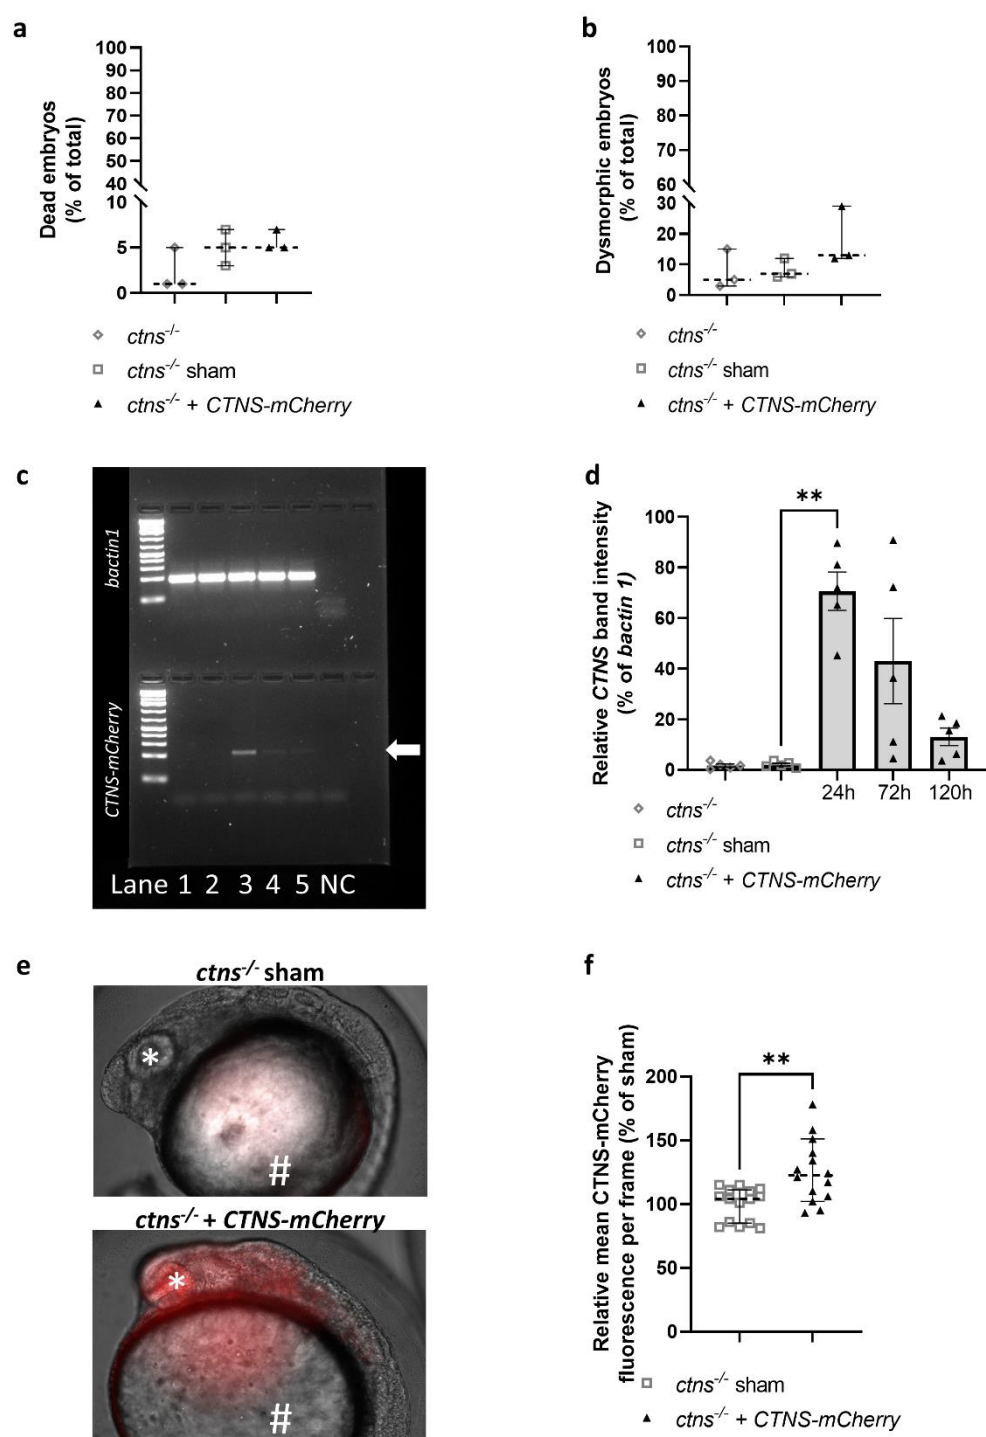 a
Dead embryos
(% of total)
100
90
80
70
60
50
40
10
5
0
ctns-/-
ctns-/- sham
ctns-/- + CTNS-mCherry
b
Dysmorphic embryos
(% of total)
100
90
80
70
60
30
20
10
0
ctns-/-
ctns-/- sham
ctns-/- + CTNS-mCherry
c
bactin1
CTNS-mCherry
Lane 1 2 3 4 5 NC
d
Relative CTNS band intensity
(% of bactin 1)
100
80
60
40
20
0
**
24h 72h 120h
ctns-/-
ctns-/- sham
ctns-/- + CTNS-mCherry
e
ctns-/- sham
*
#
ctns-/- + CTNS-mCherry
*
#
f
Relative mean CTNS-mCherry
fluorescence per frame (% of sham)
200
150
100
50
0
**
ctns-/- sham
ctns-/- + CTNS-mCherry